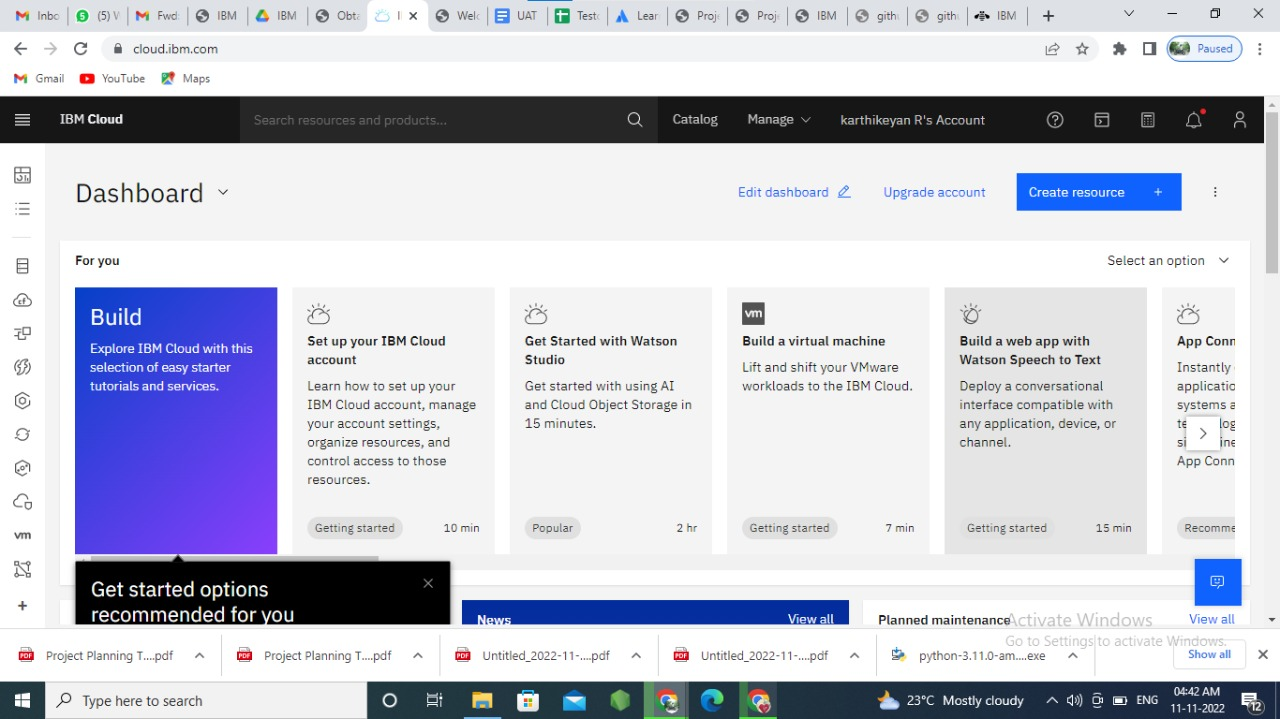 Inbo
(5) V
Fwd:
IBM
IBM
Obta
Welc
UAT
Testc
Lear
Proje
Proje
IBM
gith
gith
IBM
cloud.ibm.com
Paused
Gmail
YouTube
Maps
IBM Cloud
Search resources and products...
Catalog
Manage
karthikeyan R's Account
Dashboard
Edit dashboard
Upgrade account
Create resource +
For you
Select an option
Build
Explore IBM Cloud with this
selection of easy starter
tutorials and services.
Set up your IBM Cloud
account
Learn how to set up your
IBM Cloud account, manage
your account settings,
organize resources, and
control access to those
resources.
Getting started
10 min
Get Started with Watson
Studio
Get started with using AI
and Cloud Object Storage in
15 minutes.
Popular
2 hr
vm
Build a virtual machine
Lift and shift your VMware
workloads to the IBM Cloud.
Getting started
7 min
Build a web app with
Watson Speech to Text
Deploy a conversational
interface compatible with
any application, device, or
channel.
Getting started
15 min
App Conn
Instantly
applicatio
systems a
App Conn
Recomme
vm
Get started options
recommended for you
News
View all
Planned maintenance
View all
Activate Windows
Go to Settings to activate Windows.
Project Planning T....pdf
Project Planning T....pdf
Untitled_2022-11-....pdf
Untitled_2022-11-....pdf
python-3.11.0-am....exe
Show all
Type here to search
23°C Mostly cloudy
ENG
04:42 AM
11-11-2022
12